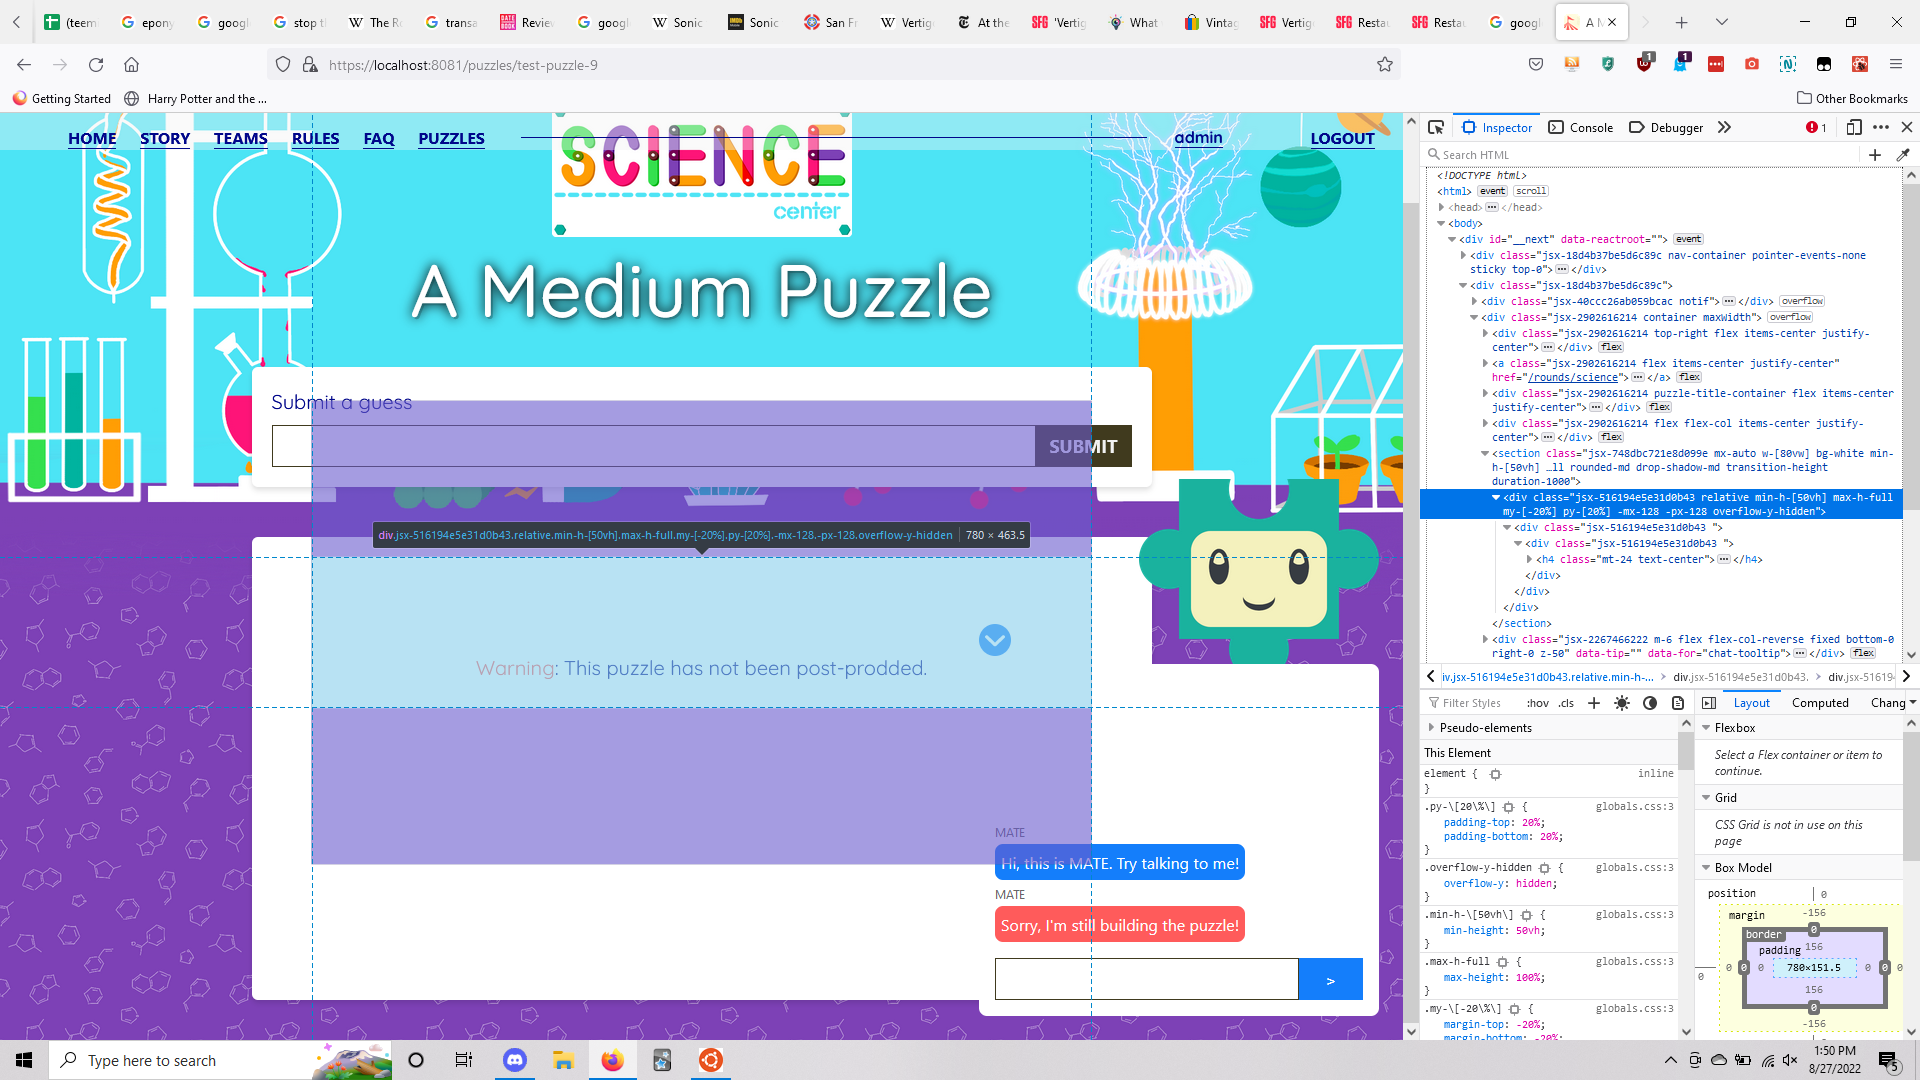 (teem
epony
googl
stop t
The R
transa
Review
googl
Sonic
Sonic
San Fr
Vertig
At the
'Vertig
What
Vintag
Vertig
Restau
Restau
googl
A M
https://localhost:8081/puzzles/test-puzzle-9
Getting Started
Harry Potter and the ...
Other Bookmarks
HOME
STORY
TEAMS
RULES
FAQ
PUZZLES
admin
LOGOUT
SCIENCE
center
A Medium Puzzle
Submit a guess
SUBMIT
div.jsx-516194e5e31d0b43.relative.min-h-[50vh].max-h-full.my-[-20%].py-[20%].-mx-128.-px-128.overflow-y-hidden 780 × 463.5
Warning: This puzzle has not been post-prodded.
MATE
Hi, this is MATE. Try talking to me!
MATE
Sorry, I'm still building the puzzle!
>
Inspector
Console
Debugger
1
Search HTML
<!DOCTYPE html>
<html> event scroll
<head> ... </head>
<body>
<div id="__next" data-reactroot=""> event
<div class="jsx-18d4b37be5d6c89c nav-container pointer-events-none
sticky top-0"> ... </div>
<div class="jsx-18d4b37be5d6c89c">
<div class="jsx-40ccc26ab059bcac notif"> ... </div> overflow
<div class="jsx-2902616214 container maxWidth"> overflow
<div class="jsx-2902616214 top-right flex items-center justify-
center"> ... </div> flex
<a class="jsx-2902616214 flex items-center justify-center"
href="/rounds/science"> ... </a> flex
<div class="jsx-2902616214 puzzle-title-container flex items-center
justify-center"> ... </div> flex
<div class="jsx-2902616214 flex flex-col items-center justify-
center"> ... </div> flex
<section class="jsx-748dbc721e8d099e mx-auto w-[80vw] bg-white min-
h-[50vh] …ll rounded-md drop-shadow-md transition-height
duration-1000">
<div class="jsx-516194e5e31d0b43 relative min-h-[50vh] max-h-full
my-[-20%] py-[20%] -mx-128 -px-128 overflow-y-hidden">
<div class="jsx-516194e5e31d0b43 ">
<div class="jsx-516194e5e31d0b43 ">
<h4 class="mt-24 text-center"> ... </h4>
</div>
</div>
</div>
</section>
<div class="jsx-2267466222 m-6 flex flex-col-reverse fixed bottom-0
right-0 z-50" data-tip="" data-for="chat-tooltip"> ... </div> flex
iv.jsx-516194e5e31d0b43.relative.min-h-...
div.jsx-516194e5e31d0b43.
div.jsx-516194
Filter Styles
:hov .cls
Layout
Computed
Chang
Pseudo-elements
This Element
element {
inline
}
.py-\[20\%\] {
globals.css:3
padding-top: 20%;
padding-bottom: 20%;
}
.overflow-y-hidden {
globals.css:3
overflow-y: hidden;
}
.min-h-\[50vh\] {
globals.css:3
min-height: 50vh;
}
.max-h-full {
globals.css:3
max-height: 100%;
}
.my-\[-20\%\] {
globals.css:3
margin-top: -20%;
margin-bottom: -20%;
Flexbox
Select a Flex container or item to
continue.
Grid
CSS Grid is not in use on this
page
Box Model
position 0
margin -156
border 0
padding 156
0 0 0 0 780×151.5 0 0 0
156
0
-156
Type here to search
1:50 PM
8/27/2022
5